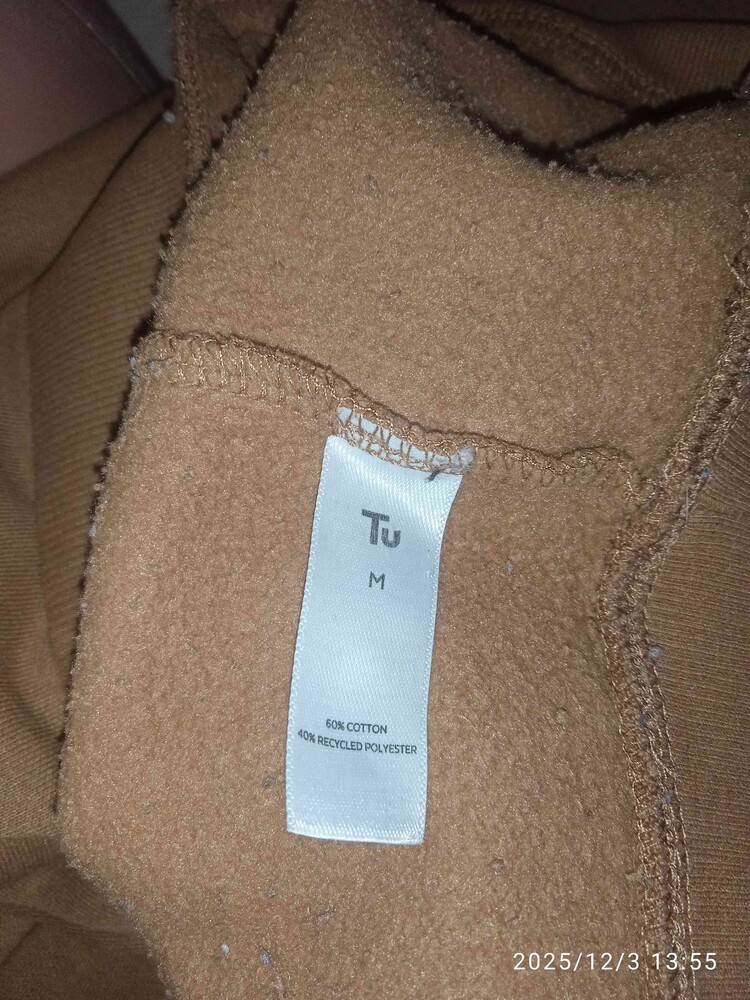 Tu
M
60% COTTON
40% RECYCLED POLYESTER
2025/12/3 13:55